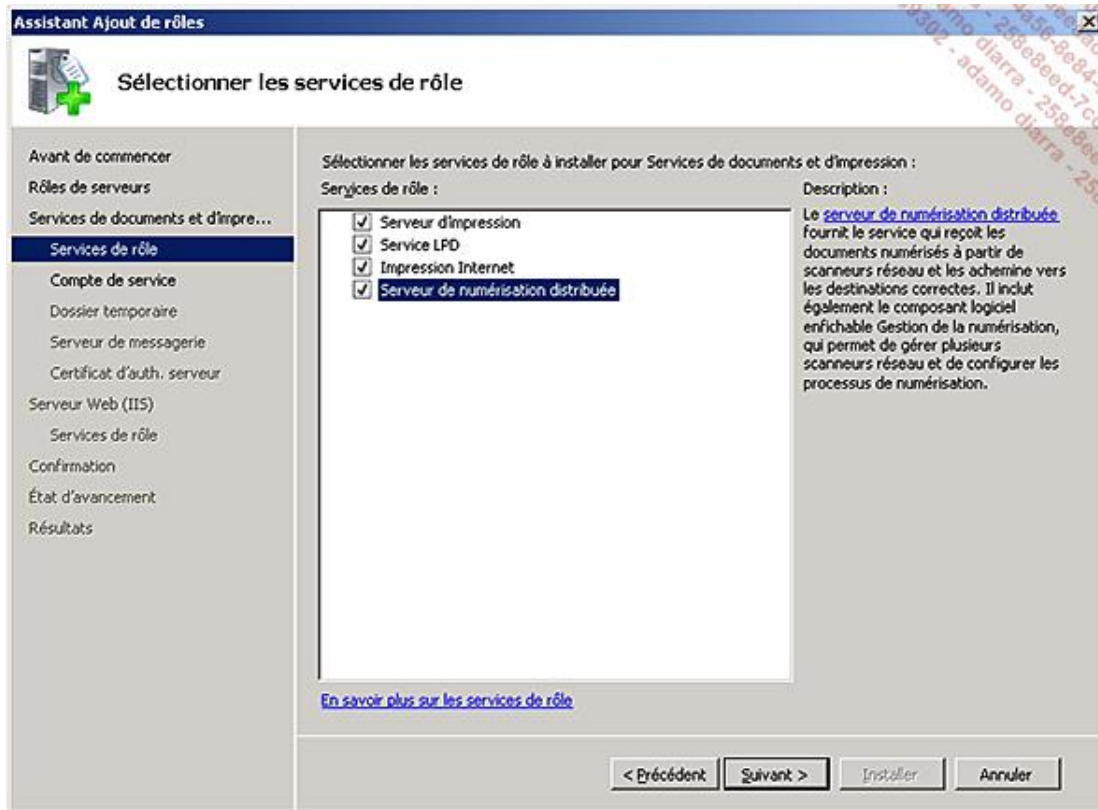 Assistant Ajout de rôles
Sélectionner les services de rôle
Avant de commencer
Rôles de serveurs
Services de documents et d'impre...
Services de rôle
Compte de service
Dossier temporaire
Serveur de messagerie
Certificat d'auth. serveur
Serveur Web (IIS)
Services de rôle
Confirmation
État d'avancement
Résultats
Sélectionner les services de rôle à installer pour Services de documents et d'impression :
Services de rôle :
Serveur d'impression
Service LPD
Impression Internet
Serveur de numérisation distribuée
En savoir plus sur les services de rôle
Description :
Le serveur de numérisation distribuée
fournit le service qui reçoit les
documents numérisés à partir de
scanneurs réseau et les achemine vers
les destinations correctes. Il inclut
également le composant logiciel
enfichable Gestion de la numérisation,
qui permet de gérer plusieurs
scanneurs réseau et de configurer les
processus de numérisation.
< Précédent
Suivant >
Installer
Annuler
adamo diarra